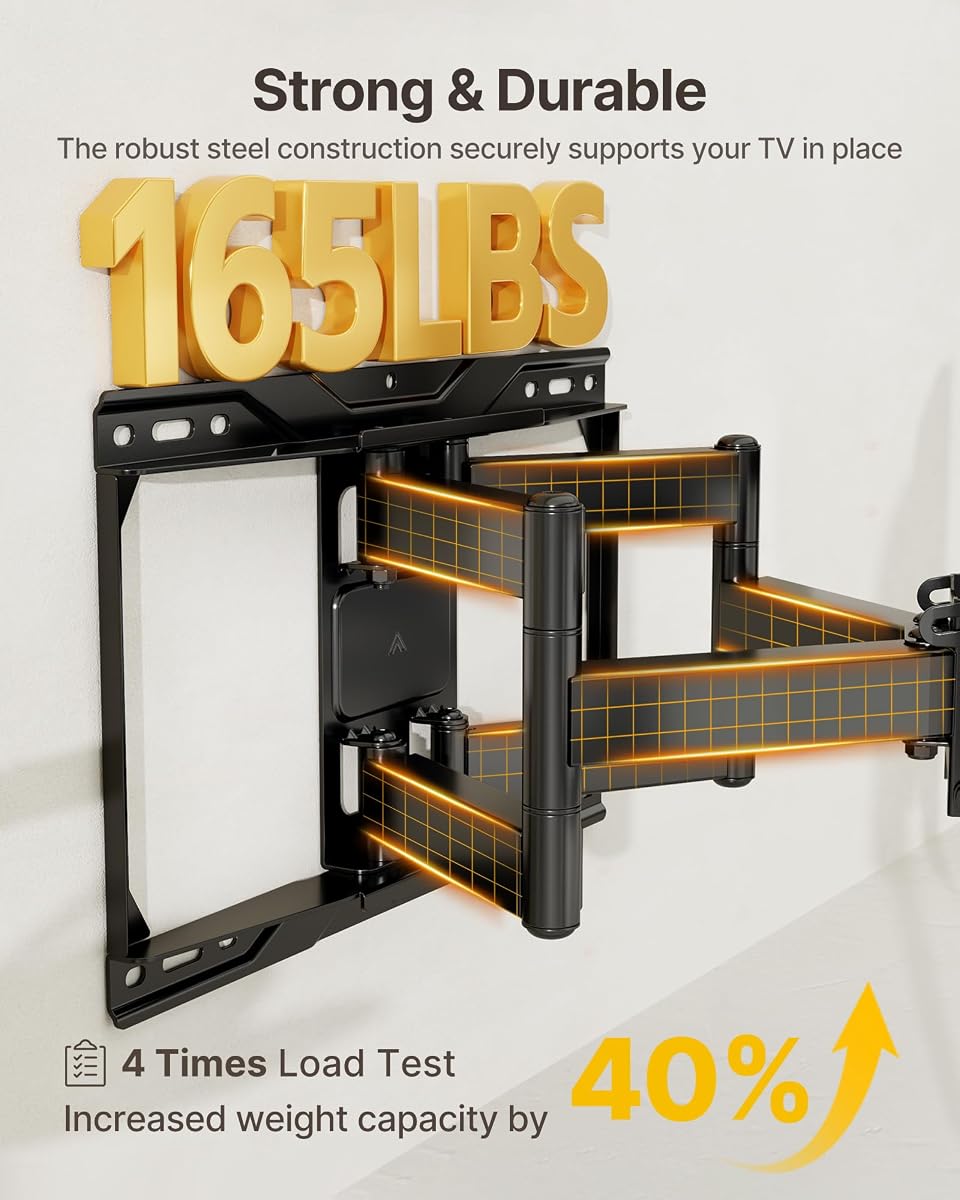 Strong & Durable
The robust steel construction securely supports your TV in place
165LBS
4 Times Load Test
Increased weight capacity by
40%